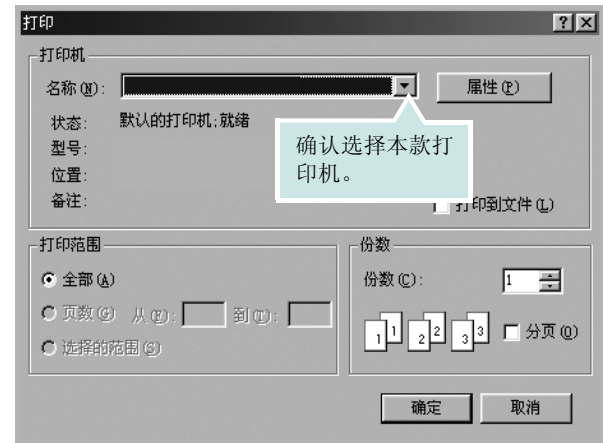 打印
打印机
名称(N):
属性(P)
状态: 默认的打印机;就绪
型号:
位置:
备注:
确认选择本款打
印机。
打印到文件(L)
打印范围
全部(A)
页数(G) 从(F): 到(T):
选择的范围(S)
份数
份数(C): 1
1 1 2 2 3 3
分页(O)
确定 取消